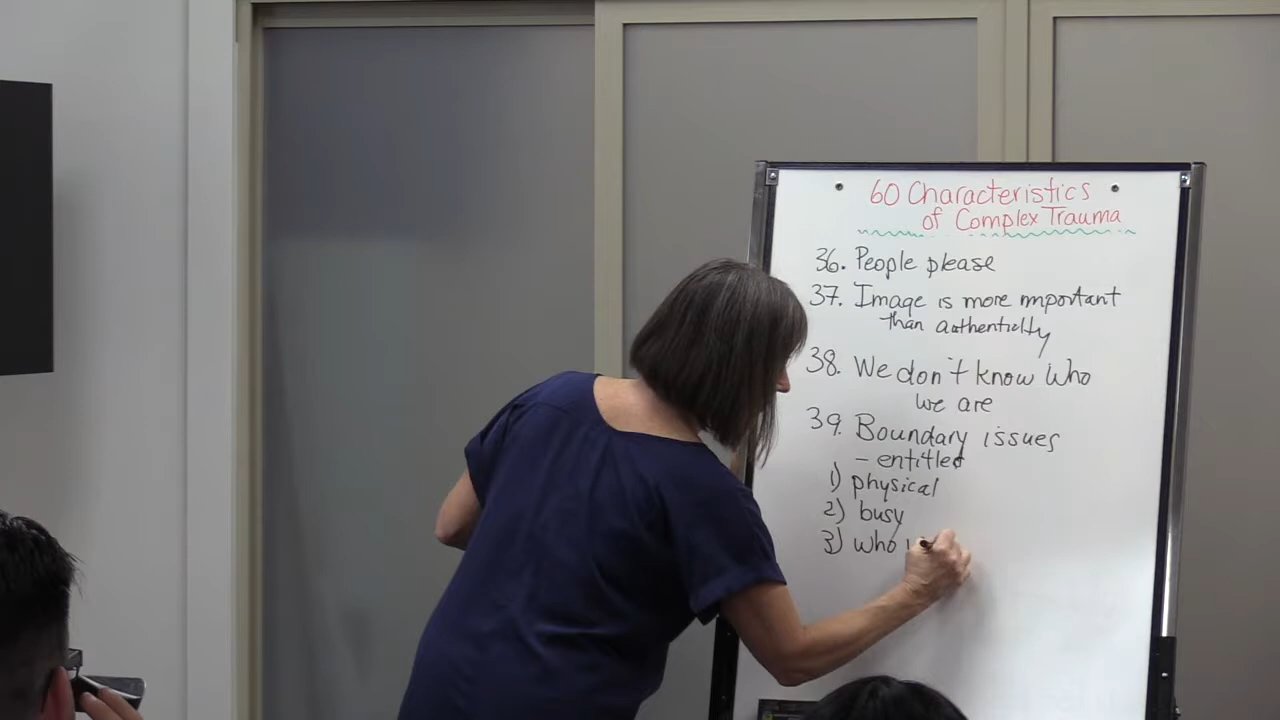 60 Characteristics
of Complex Trauma
36. People please
37. Image is more important
than authenticity
38. We don't know who
we are
39. Boundary issues
- entitled
1) physical
2) busy
3) who